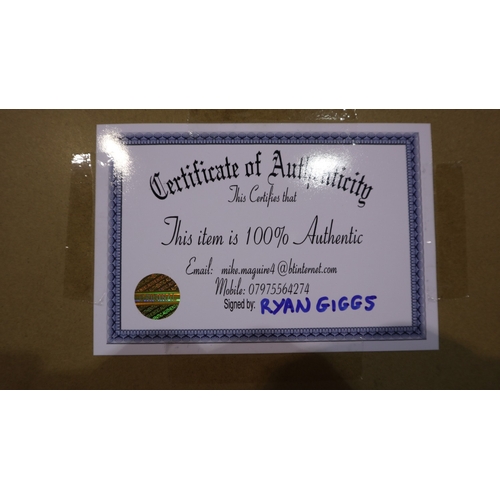 Certificate of Authenticity
This Certifies that
This item is 100% Authentic
Email: mike.maguire4@btinternet.com
Mobile: 07975564274
Signed by: RYAN GIGGS